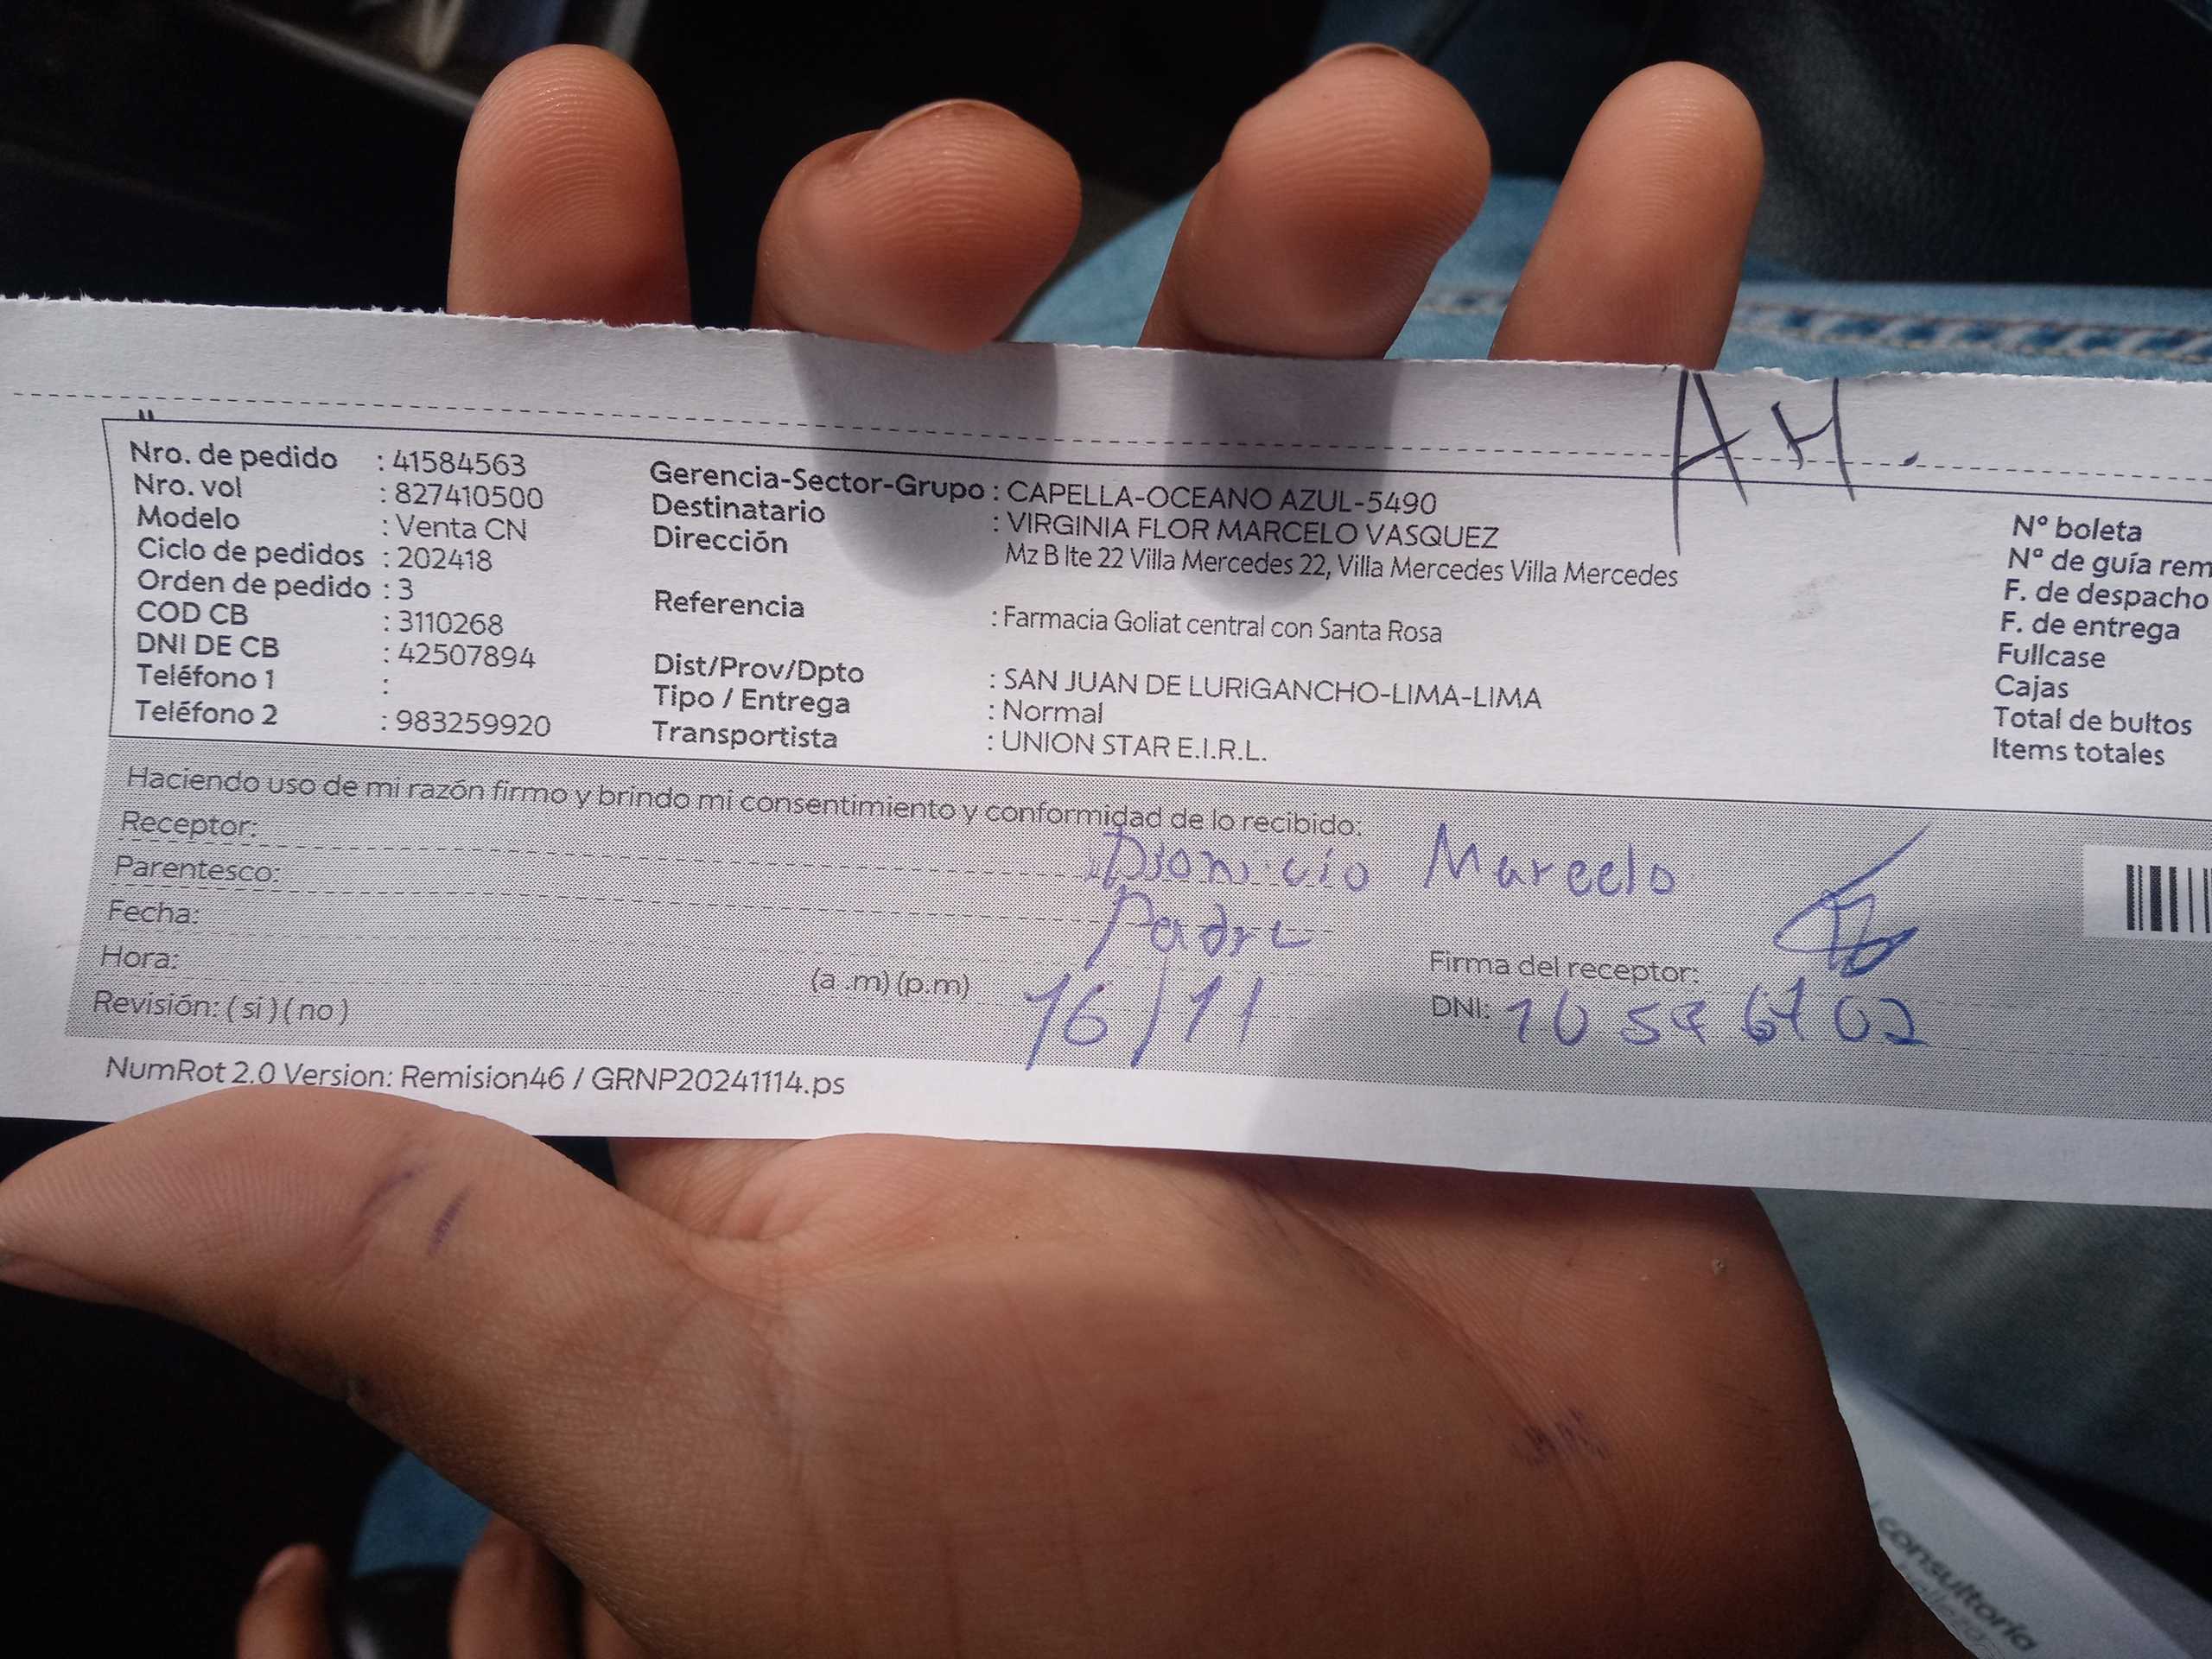 A H.
Nro. de pedido : 41584563
Nro. vol : 827410500
Modelo : Venta CN
Ciclo de pedidos : 202418
Orden de pedido : 3
COD CB : 3110268
DNI DE CB : 42507894
Teléfono 1 :
Teléfono 2 : 983259920
Gerencia-Sector-Grupo : CAPELLA-OCEANO AZUL-5490
Destinatario : VIRGINIA FLOR MARCELO VASQUEZ
Dirección Mz B lte 22 Villa Mercedes 22, Villa Mercedes Villa Mercedes
Referencia : Farmacia Goliat central con Santa Rosa
Dist/Prov/Dpto : SAN JUAN DE LURIGANCHO-LIMA-LIMA
Tipo / Entrega : Normal
Transportista : UNION STAR E.I.R.L.
Nº boleta
Nº de guía rem
F. de despacho
F. de entrega
Fullcase
Cajas
Total de bultos
Items totales
Haciendo uso de mi razón firmo y brindo mi consentimiento y conformidad de lo recibido:
Receptor: Dionicio Marcelo
Parentesco: Padre
Fecha: 16/11
Hora: (a .m) (p.m)
Revisión: ( si ) ( no )
Firma del receptor:
DNI:
NumRot 2.0 Version: Remision46 / GRNP20241114.ps
consultoría